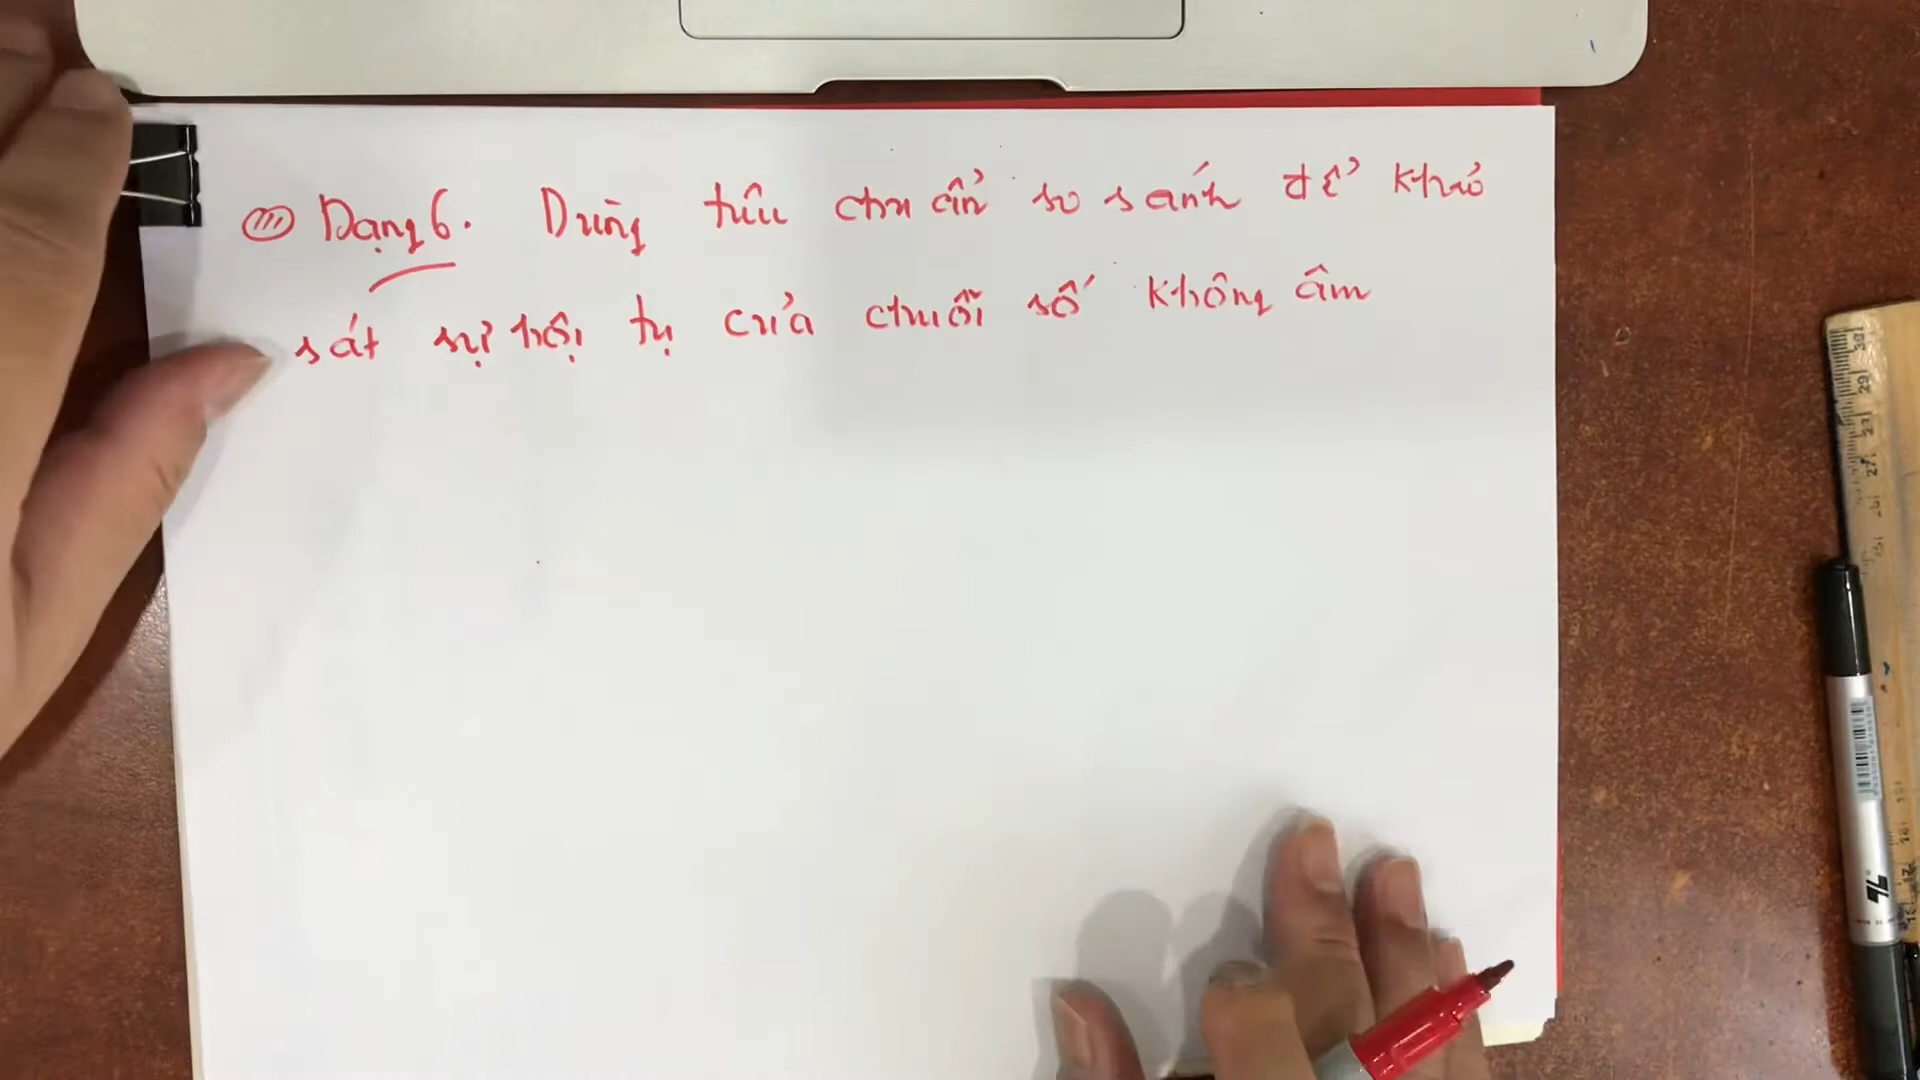 Dạng 6. Dùng tiêu chuẩn so sánh để khảo
sát sự hội tụ của chuỗi số không âm